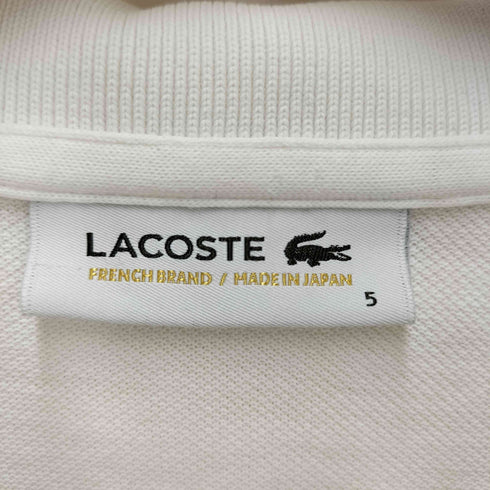 LACOSTE
FRENCH BRAND / MADE IN JAPAN
5